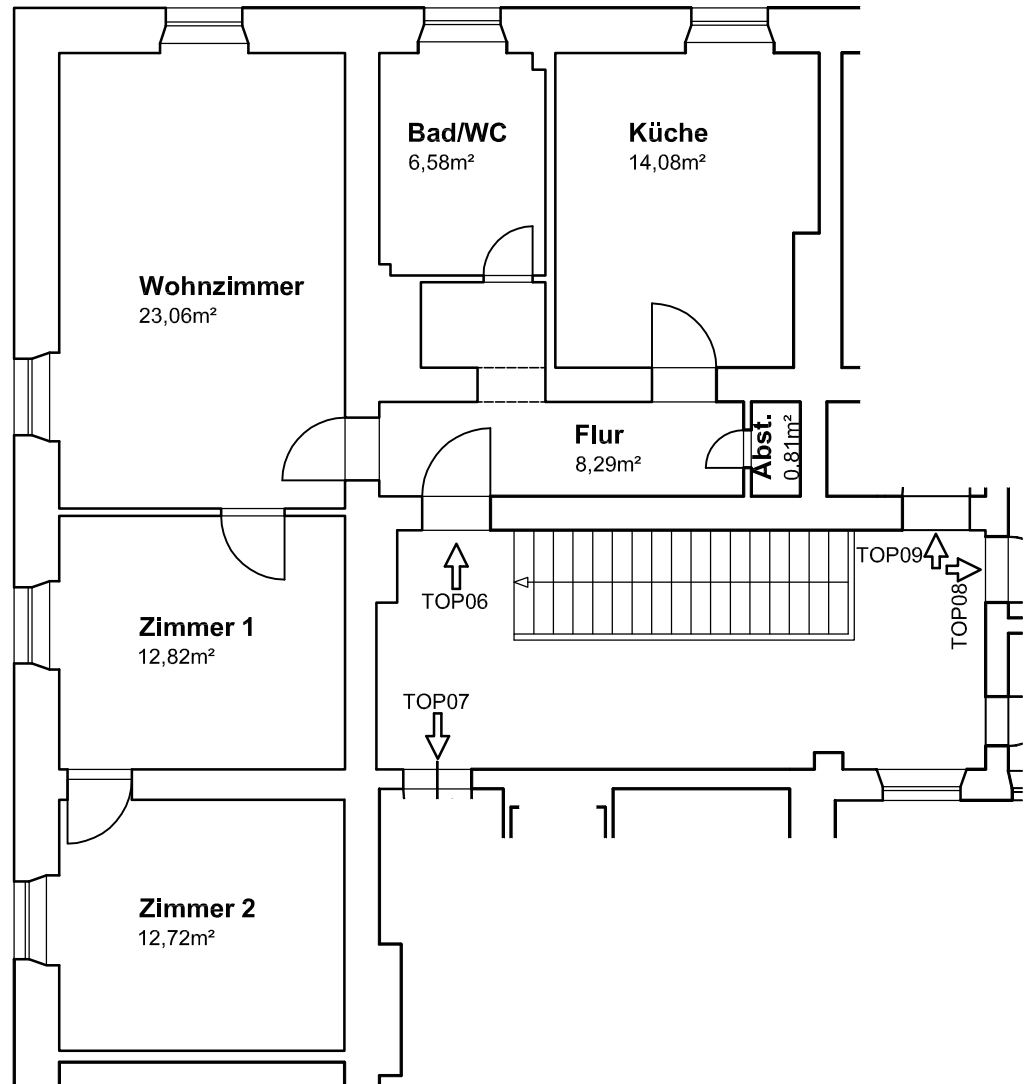 Bad/WC
6,58m²
Küche
14,08m²
Wohnzimmer
23,06m²
Flur
8,29m²
Abst.
0,81m²
TOP06
TOP09
TOP08
Zimmer 1
12,82m²
TOP07
Zimmer 2
12,72m²